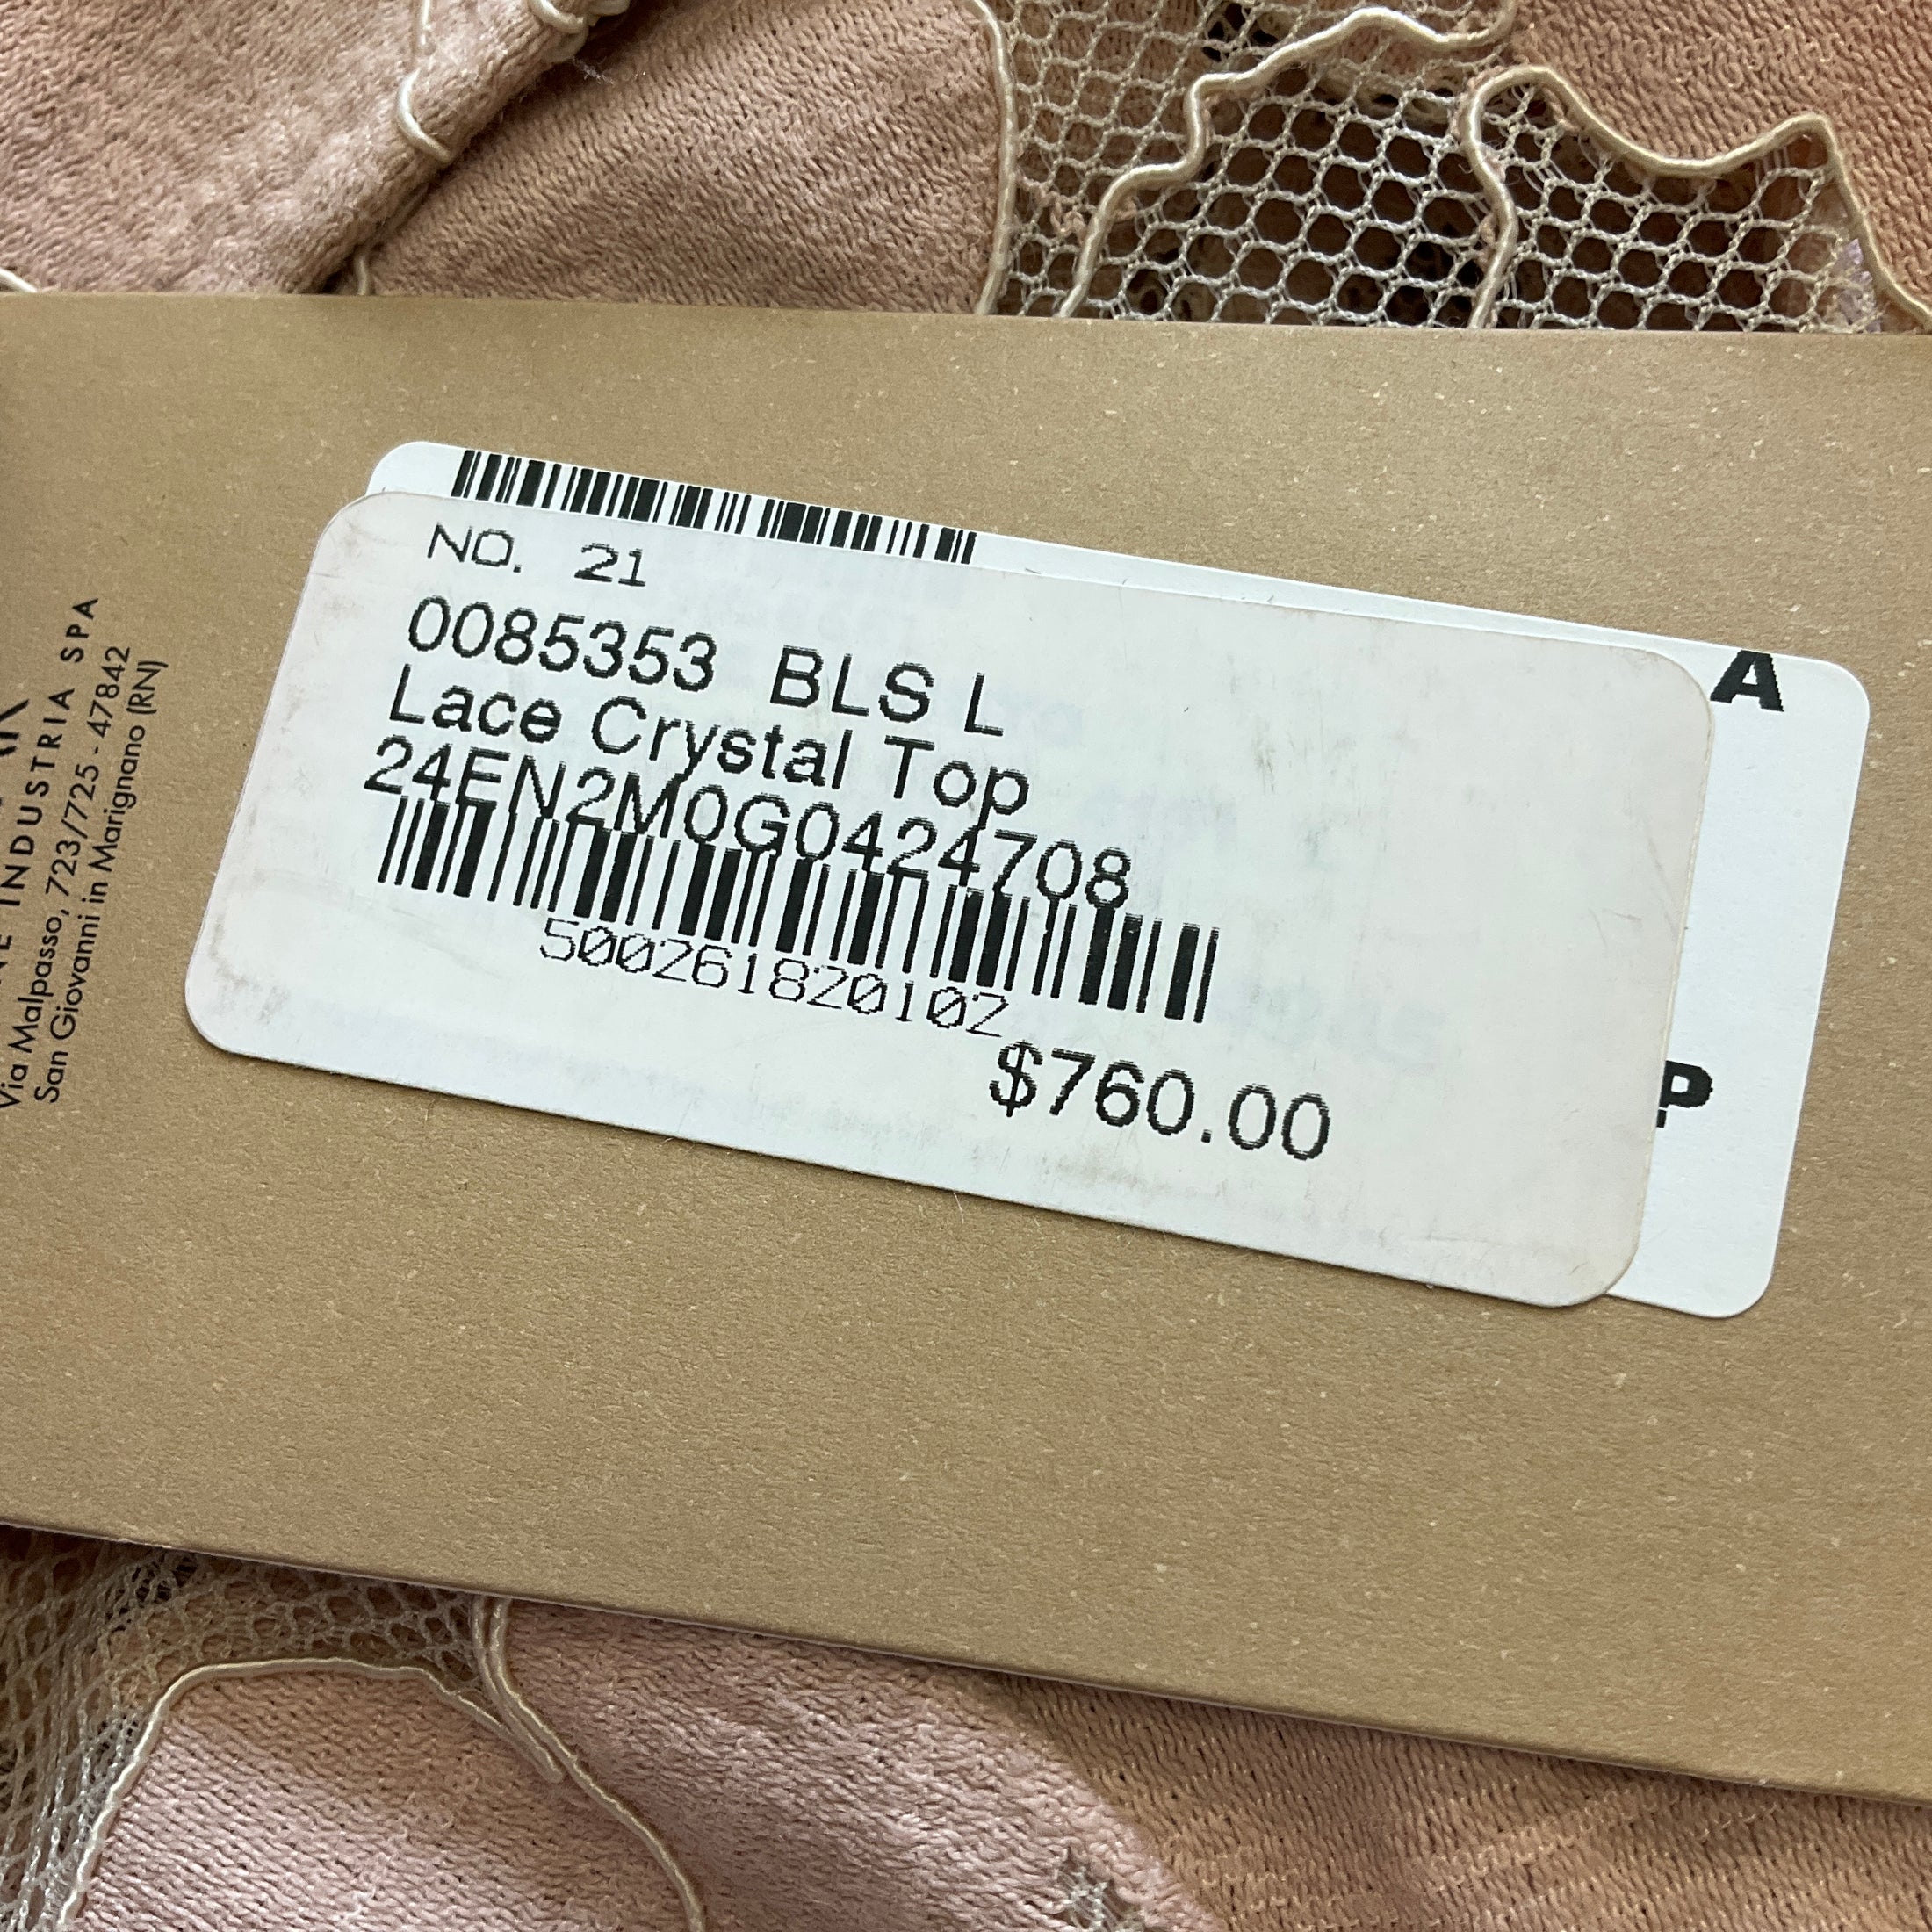 NO. 21
0085353 BLS L
Lace Crystal Top
24EN2M0G0424708
500261820102
$760.00
A
P
INDUSTRIA SPA
Via Malpasso, 723/725 - 47842
San Giovanni in Marignano (RN)